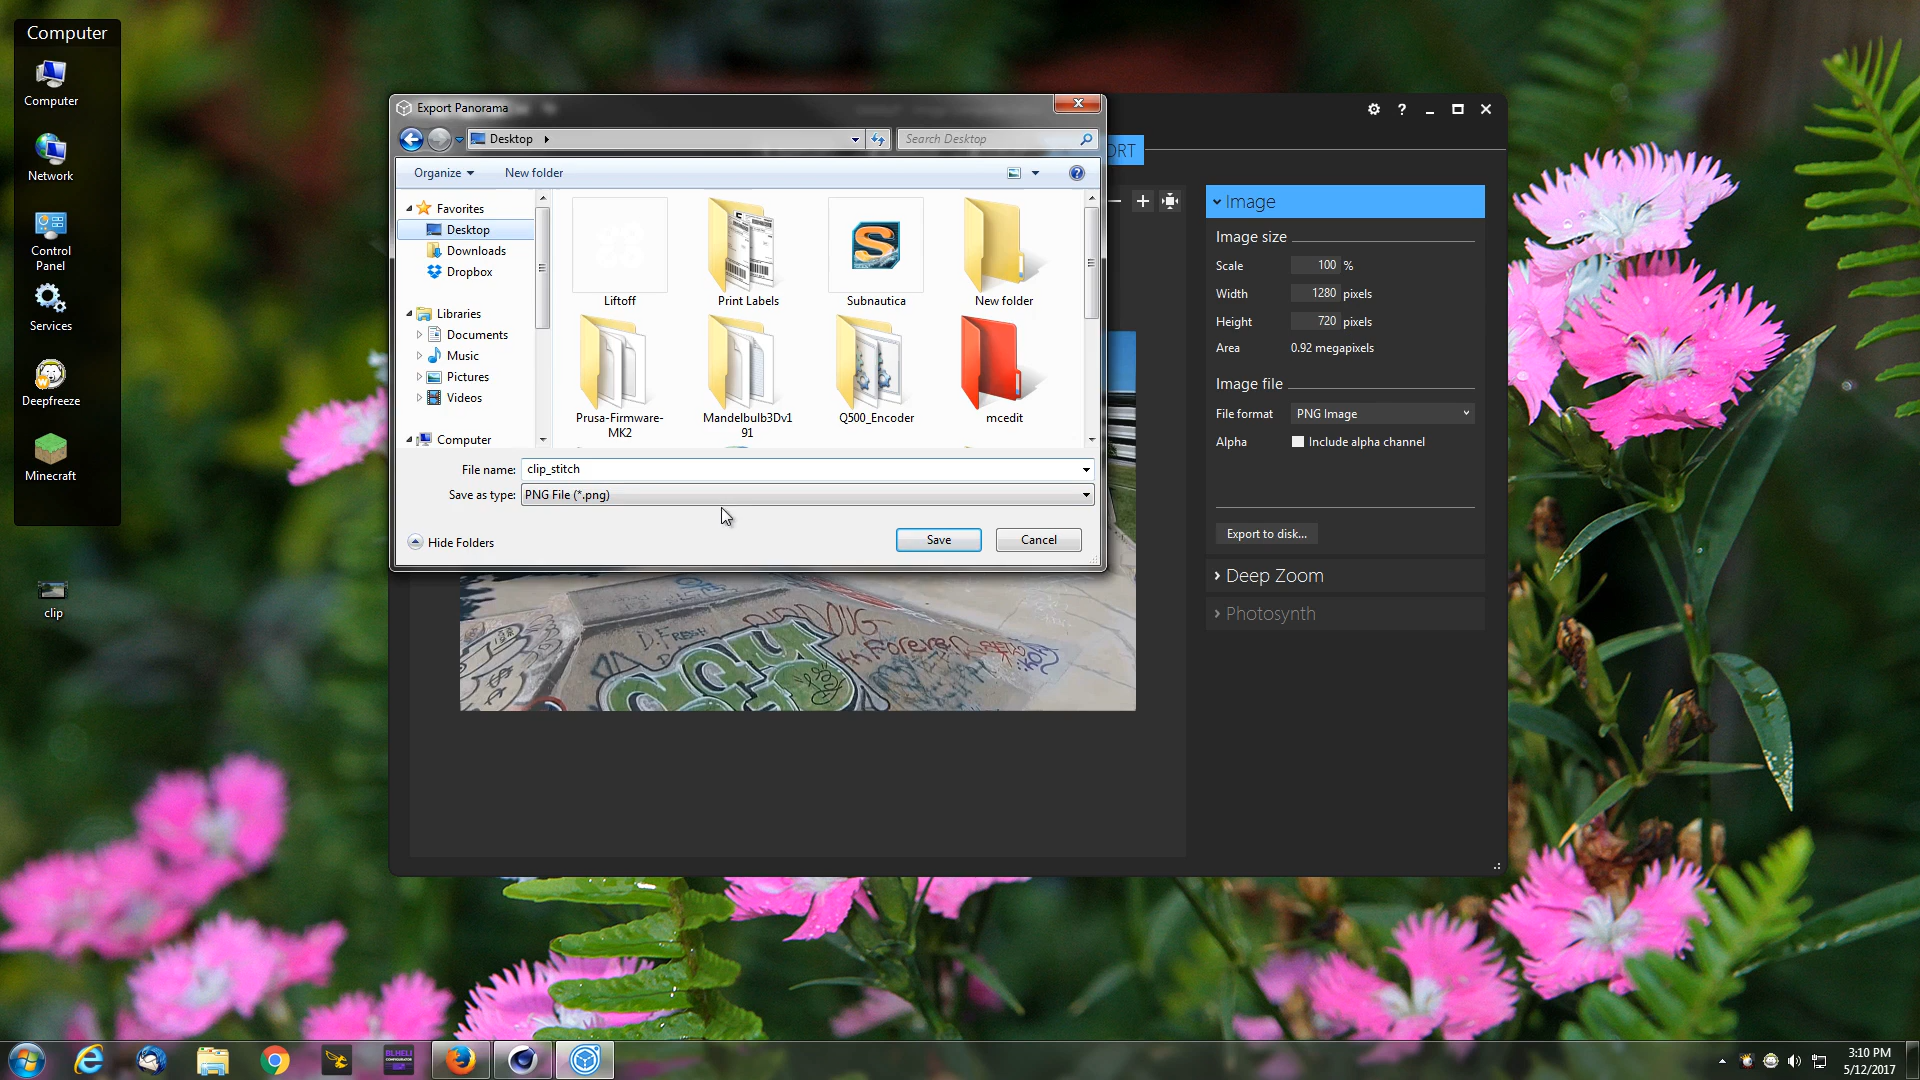 Computer
Computer
Network
Control
Panel
Services
Deepfreeze
Minecraft
clip
Export Panorama
Desktop
Search Desktop
Organize
New folder
Favorites
Desktop
Downloads
Dropbox
Libraries
Documents
Music
Pictures
Videos
Computer
Liftoff
Print Labels
Subnautica
New folder
Prusa-Firmware-
MK2
Mandelbulb3Dv1
91
Q500_Encoder
mcedit
File name: clip_stitch
Save as type: PNG File (*.png)
Hide Folders
Save
Cancel
ORT
Image
Image size
Scale 100 %
Width 1280 pixels
Height 720 pixels
Area 0.92 megapixels
Image file
File format PNG Image
Alpha Include alpha channel
Export to disk...
Deep Zoom
Photosynth
Forever
BLHELI
CONFIGURATOR
3:10 PM
5/12/2017